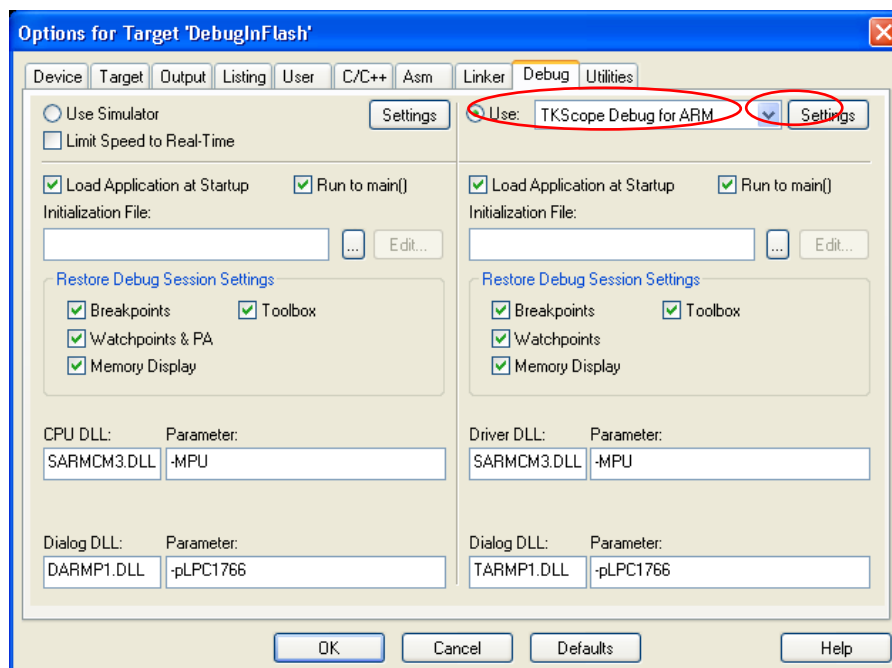 Options for Target 'DebugInFlash'
Device Target Output Listing User C/C++ Asm Linker Debug Utilities
Use Simulator Settings
Limit Speed to Real-Time
Use: TKScope Debug for ARM Settings
Load Application at Startup Run to main()
Initialization File:
... Edit...
Restore Debug Session Settings
Breakpoints Toolbox
Watchpoints & PA
Memory Display
Load Application at Startup Run to main()
Initialization File:
... Edit...
Restore Debug Session Settings
Breakpoints Toolbox
Watchpoints
Memory Display
CPU DLL: Parameter:
SARMCM3.DLL -MPU
Dialog DLL: Parameter:
DARMP1.DLL -pLPC1766
Driver DLL: Parameter:
SARMCM3.DLL -MPU
Dialog DLL: Parameter:
TARMP1.DLL -pLPC1766
OK Cancel Defaults Help